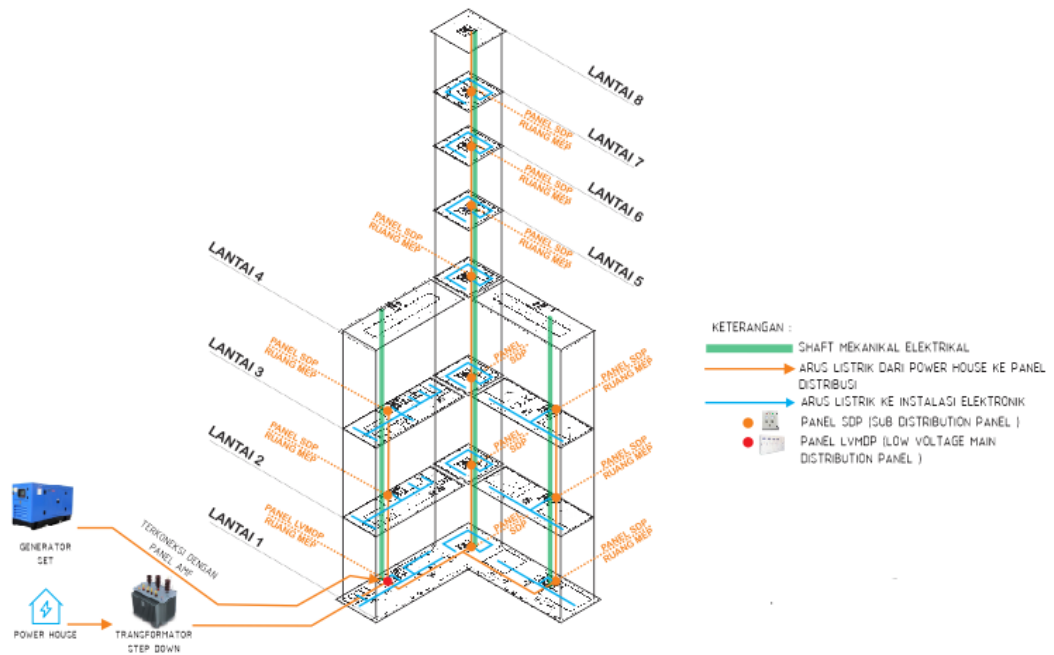 LANTAI 8
PANEL SDP
RUANG MEP
LANTAI 7
PANEL SDP
RUANG MEP
LANTAI 6
PANEL SDP
RUANG MEP
PANEL SDP
RUANG MEP
LANTAI 5
LANTAI 4
PANEL
SDP
PANEL SDP
RUANG MEP
PANEL SDP
RUANG MEP
LANTAI 3
PANEL
SDP
PANEL SDP
RUANG MEP
PANEL SDP
RUANG MEP
LANTAI 2
PANEL
SDP
PANEL LVMDP
RUANG MEP
PANEL SDP
RUANG MEP
LANTAI 1
TERKONEKSI DENGAN
PANEL AMF
GENERATOR
SET
POWER HOUSE
TRANSFORMATOR
STEP DOWN
KETERANGAN :
SHAFT MEKANIKAL ELEKTRIKAL
ARUS LISTRIK DARI POWER HOUSE KE PANEL
DISTRIBUSI
ARUS LISTRIK KE INSTALASI ELEKTRONIK
PANEL SDP (SUB DISTRIBUTION PANEL )
PANEL LVMDP (LOW VOLTAGE MAIN
DISTRIBUTION PANEL )